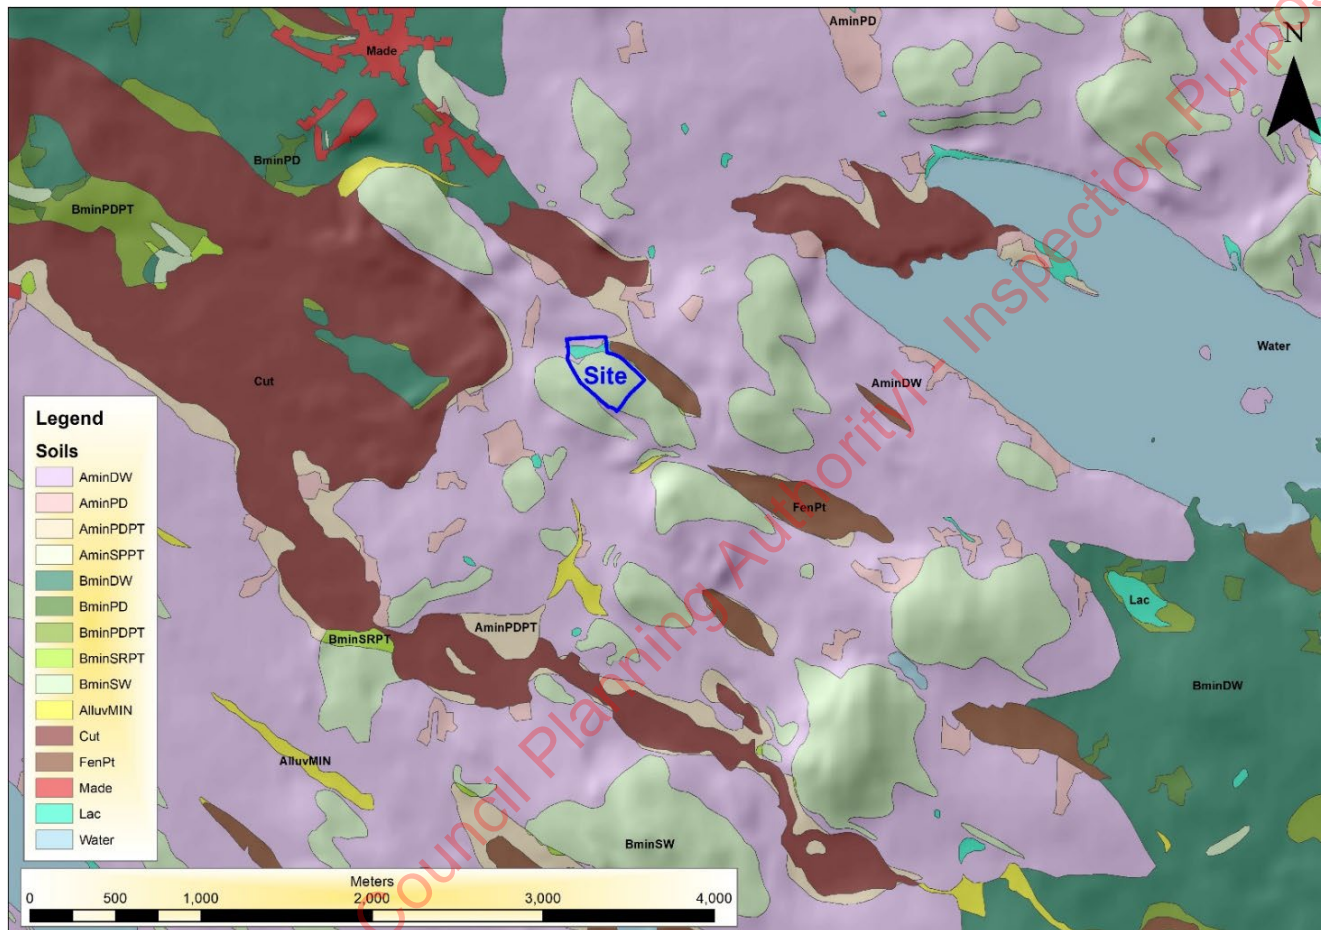 AminPD
N
Made
BminPD
BminPDPT
Water
Site
Cut
AminDW
FenPt
Lac
AminPDPT
BminSRPT
BminDW
AlluvMIN
BminSW
Legend
Soils
AminDW
AminPD
AminPDPT
AminSPPT
BminDW
BminPD
BminPDPT
BminSRPT
BminSW
AlluvMIN
Cut
FenPt
Made
Lac
Water
Meters
0 500 1,000 2,000 3,000 4,000
Council Planning Authority - Inspection Purpo